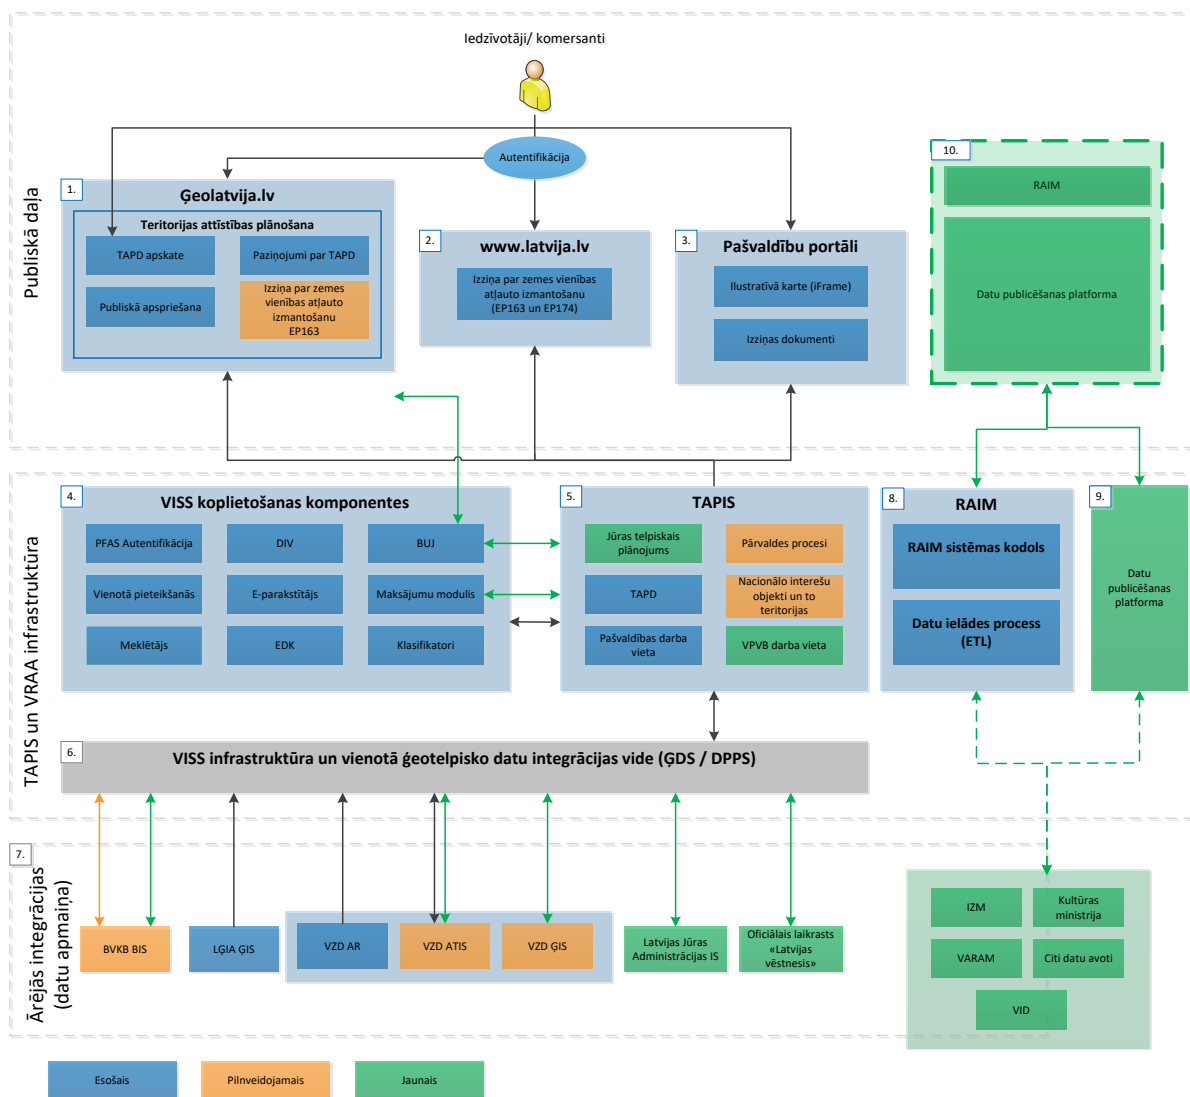 Iedzīvotāji/ komersanti
Autentifikācija
Publiskā daļa
1.
Ģeolatvija.lv
Teritorijas attīstības plānošana
TAPD apskate
Paziņojumi par TAPD
Publiskā apspriešana
Izziņa par zemes
vienības atļauto
izmantošanu
EP163
2.
www.latvija.lv
Izziņa par zemes vienības
atļauto izmantošanu
(EP163 un EP174)
3.
Pašvaldību portāli
Ilustratīvā karte (iFrame)
Izziņas dokumenti
10.
RAIM
Datu publicēšanas platforma
TAPIS un VRAA infrastruktūra
4.
VISS koplietošanas komponentes
PFAS Autentifikācija
DIV
BUJ
Vienotā pieteikšanās
E-parakstītājs
Maksājumu modulis
Meklētājs
EDK
Klasifikatori
5.
TAPIS
Jūras telpiskais
plānojums
Pārvaldes procesi
TAPD
Nacionālo interešu
objekti un to
teritorijas
Pašvaldības darba
vieta
VPVB darba vieta
8.
RAIM
RAIM sistēmas kodols
Datu ielādes process
(ETL)
9.
Datu
publicēšanas
platforma
6.
VISS infrastruktūra un vienotā ģeotelpisko datu integrācijas vide (ĢDS / DPPS)
7.
Ārējās integrācijas
(datu apmaiņa)
BVKB BIS
LĢIA ĢIS
VZD AR
VZD ATIS
VZD ĢIS
Latvijas Jūras
Administrācijas IS
Oficiālais laikrasts
«Latvijas
vēstnesis»
IZM
Kultūras
ministrija
VARAM
Citi datu avoti
VID
Esošais
Pilnveidojamais
Jaunais